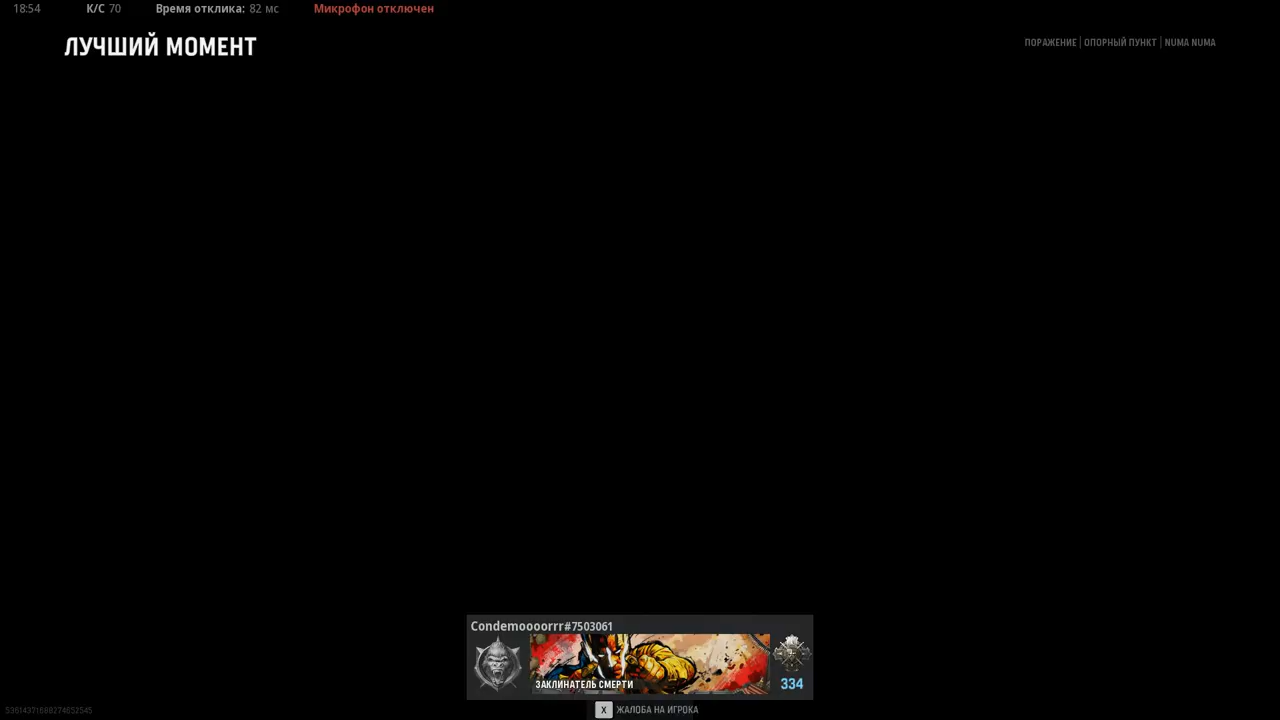 18:54 К/С 70 Время отклика: 82 мс Микрофон отключен
ЛУЧШИЙ МОМЕНТ
ПОРАЖЕНИЕ | ОПОРНЫЙ ПУНКТ | NUMA NUMA
Condemoooorrr#7503061
ЗАКЛИНАТЕЛЬ СМЕРТИ
334
X ЖАЛОБА НА ИГРОКА